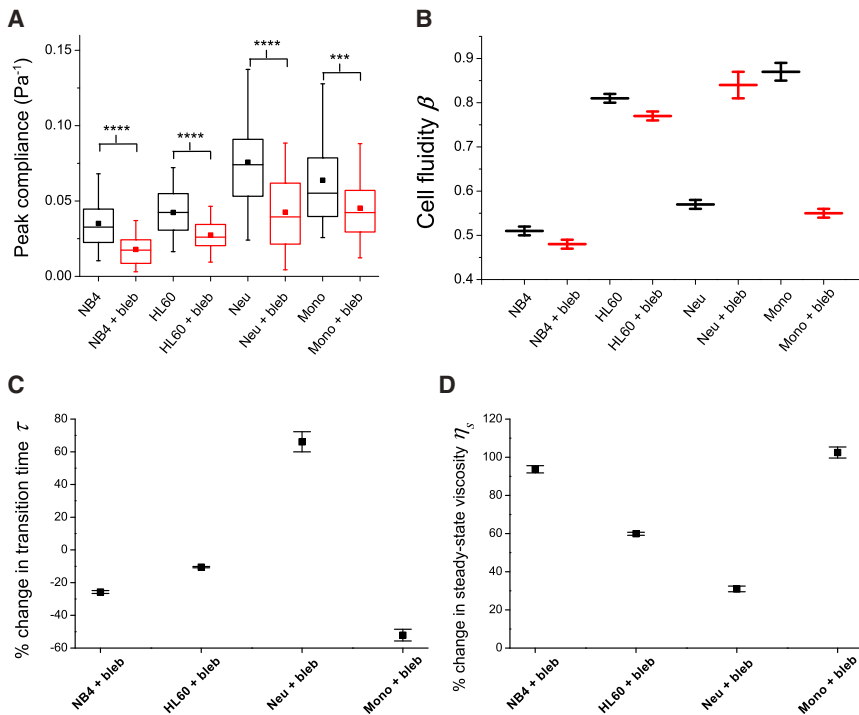 A
Peak compliance (Pa⁻¹)
0.15
0.10
0.05
0.00
****
****
****
***
NB4
NB4 + bleb
HL60
HL60 + bleb
Neu
Neu + bleb
Mono
Mono + bleb
B
Cell fluidity β
0.9
0.8
0.7
0.6
0.5
0.4
NB4
NB4 + bleb
HL60
HL60 + bleb
Neu
Neu + bleb
Mono
Mono + bleb
C
% change in transition time τ
80
60
40
20
0
-20
-40
-60
NB4 + bleb
HL60 + bleb
Neu + bleb
Mono + bleb
D
% change in steady-state viscosity ηs
120
100
80
60
40
20
0
NB4 + bleb
HL60 + bleb
Neu + bleb
Mono + bleb